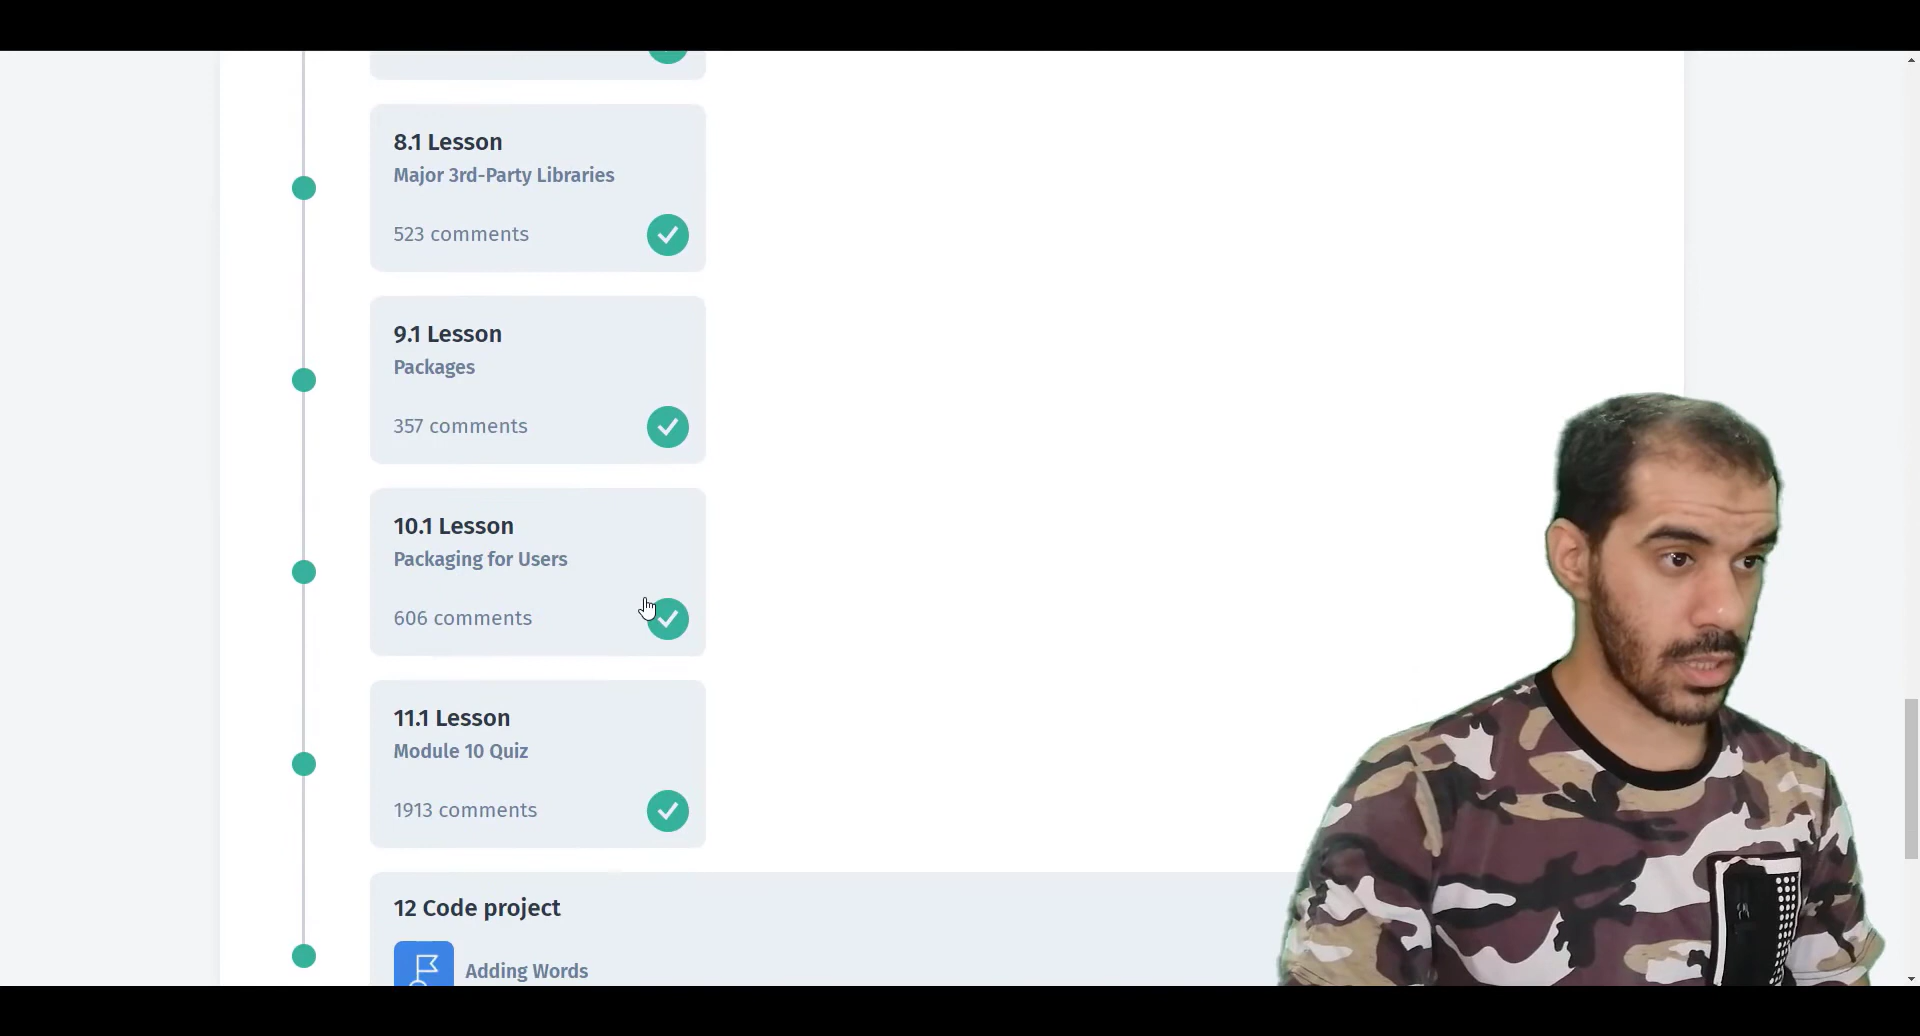 8.1 Lesson
Major 3rd-Party Libraries
523 comments
9.1 Lesson
Packages
357 comments
10.1 Lesson
Packaging for Users
606 comments
11.1 Lesson
Module 10 Quiz
1913 comments
12 Code project
Adding Words